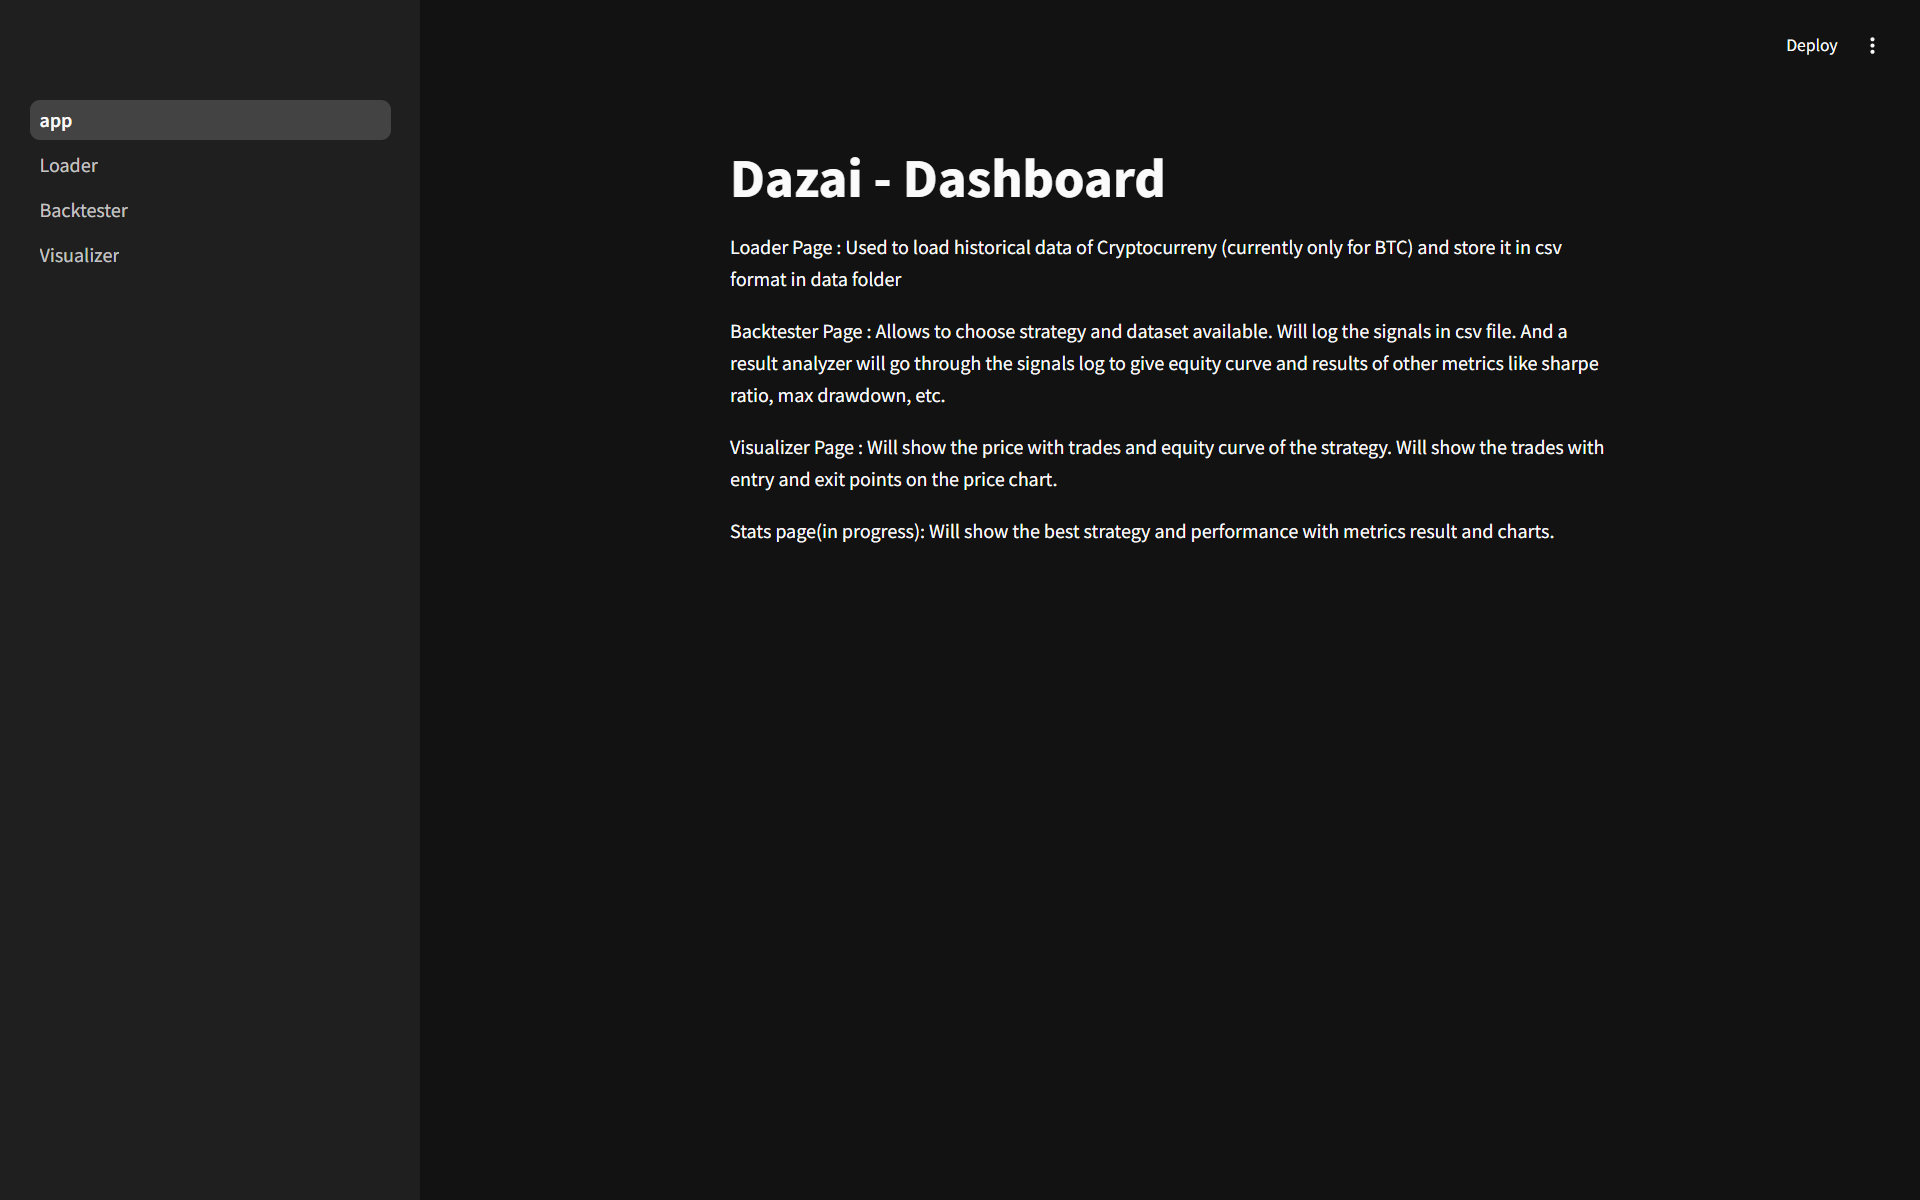 Deploy
app
Loader
Backtester
Visualizer
Dazai - Dashboard
Loader Page : Used to load historical data of Cryptocurreny (currently only for BTC) and store it in csv
format in data folder
Backtester Page : Allows to choose strategy and dataset available. Will log the signals in csv file. And a
result analyzer will go through the signals log to give equity curve and results of other metrics like sharpe
ratio, max drawdown, etc.
Visualizer Page : Will show the price with trades and equity curve of the strategy. Will show the trades with
entry and exit points on the price chart.
Stats page(in progress): Will show the best strategy and performance with metrics result and charts.